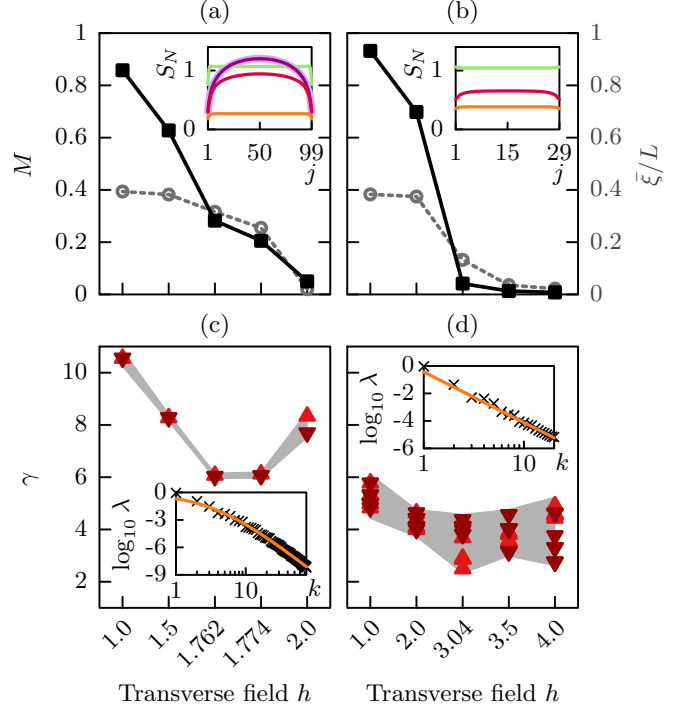 (a)
(b)
M
1
0.8
0.6
0.4
0.2
0
S_N
1
0
1
50
99
j
S_N
1
0
1
15
29
j
1
0.8
0.6
0.4
0.2
0
ξ̄/L
(c)
(d)
γ
10
8
6
4
2
log₁₀ λ
0
-3
-6
-9
1
10
k
log₁₀ λ
0
-2
-4
-6
1
10
k
1.0
1.5
1.762
1.774
2.0
1.0
2.0
3.04
3.5
4.0
Transverse field h
Transverse field h